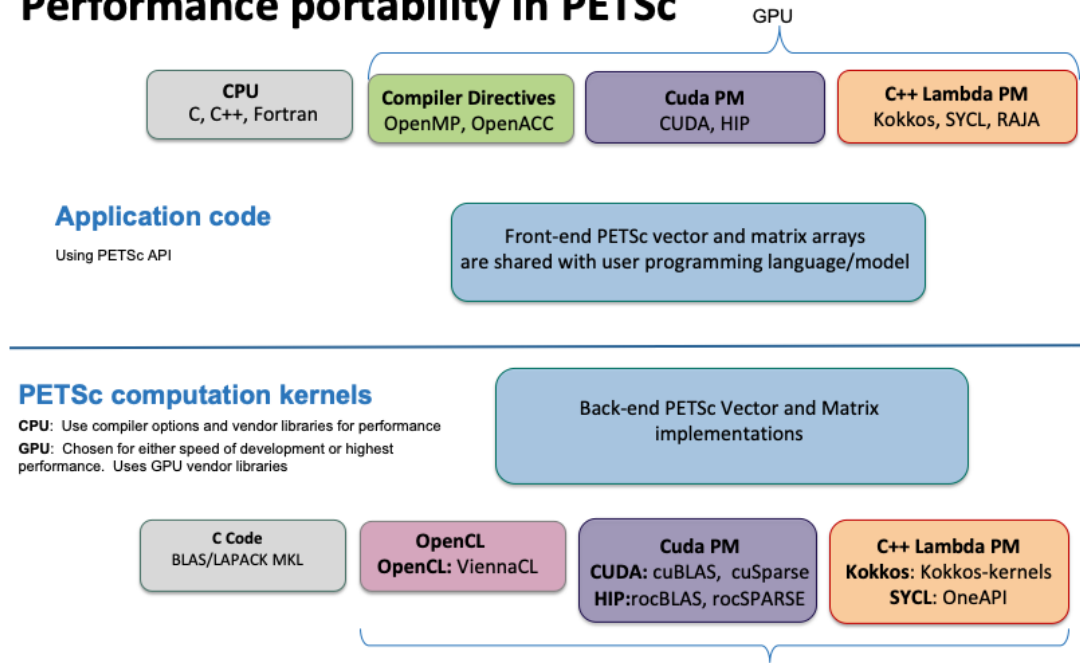 Performance portability in PETSc
GPU
CPU
C, C++, Fortran
Compiler Directives
OpenMP, OpenACC
Cuda PM
CUDA, HIP
C++ Lambda PM
Kokkos, SYCL, RAJA
Application code
Using PETSc API
Front-end PETSc vector and matrix arrays
are shared with user programming language/model
PETSc computation kernels
CPU: Use compiler options and vendor libraries for performance
GPU: Chosen for either speed of development or highest
performance. Uses GPU vendor libraries
Back-end PETSc Vector and Matrix
implementations
C Code
BLAS/LAPACK MKL
OpenCL
OpenCL: ViennaCL
Cuda PM
CUDA: cuBLAS, cuSparse
HIP:rocBLAS, rocSPARSE
C++ Lambda PM
Kokkos: Kokkos-kernels
SYCL: OneAPI